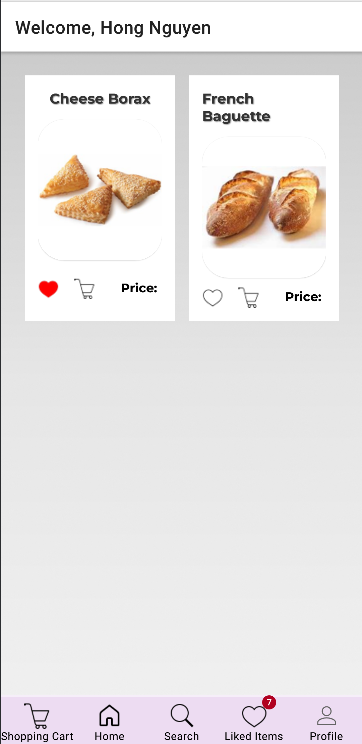 Welcome, Hong Nguyen
Cheese Borax
French
Baguette
Price:
Price:
7
Shopping Cart
Home
Search
Liked Items
Profile